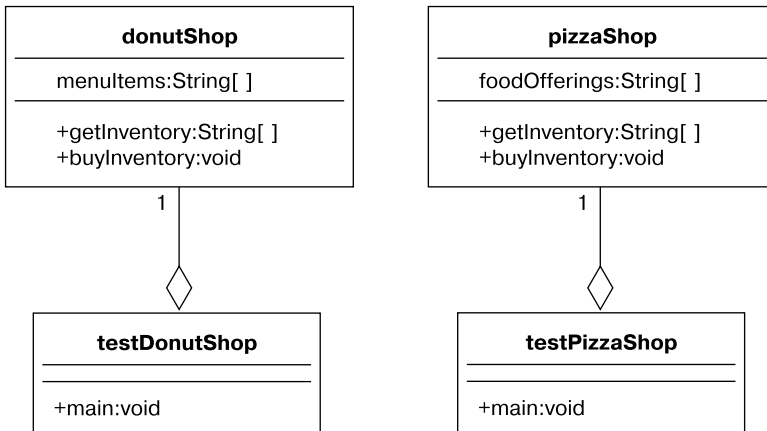 donutShop
menuItems:String[ ]
+getInventory:String[ ]
+buyInventory:void
1
testDonutShop
+main:void
pizzaShop
foodOfferings:String[ ]
+getInventory:String[ ]
+buyInventory:void
1
testPizzaShop
+main:void